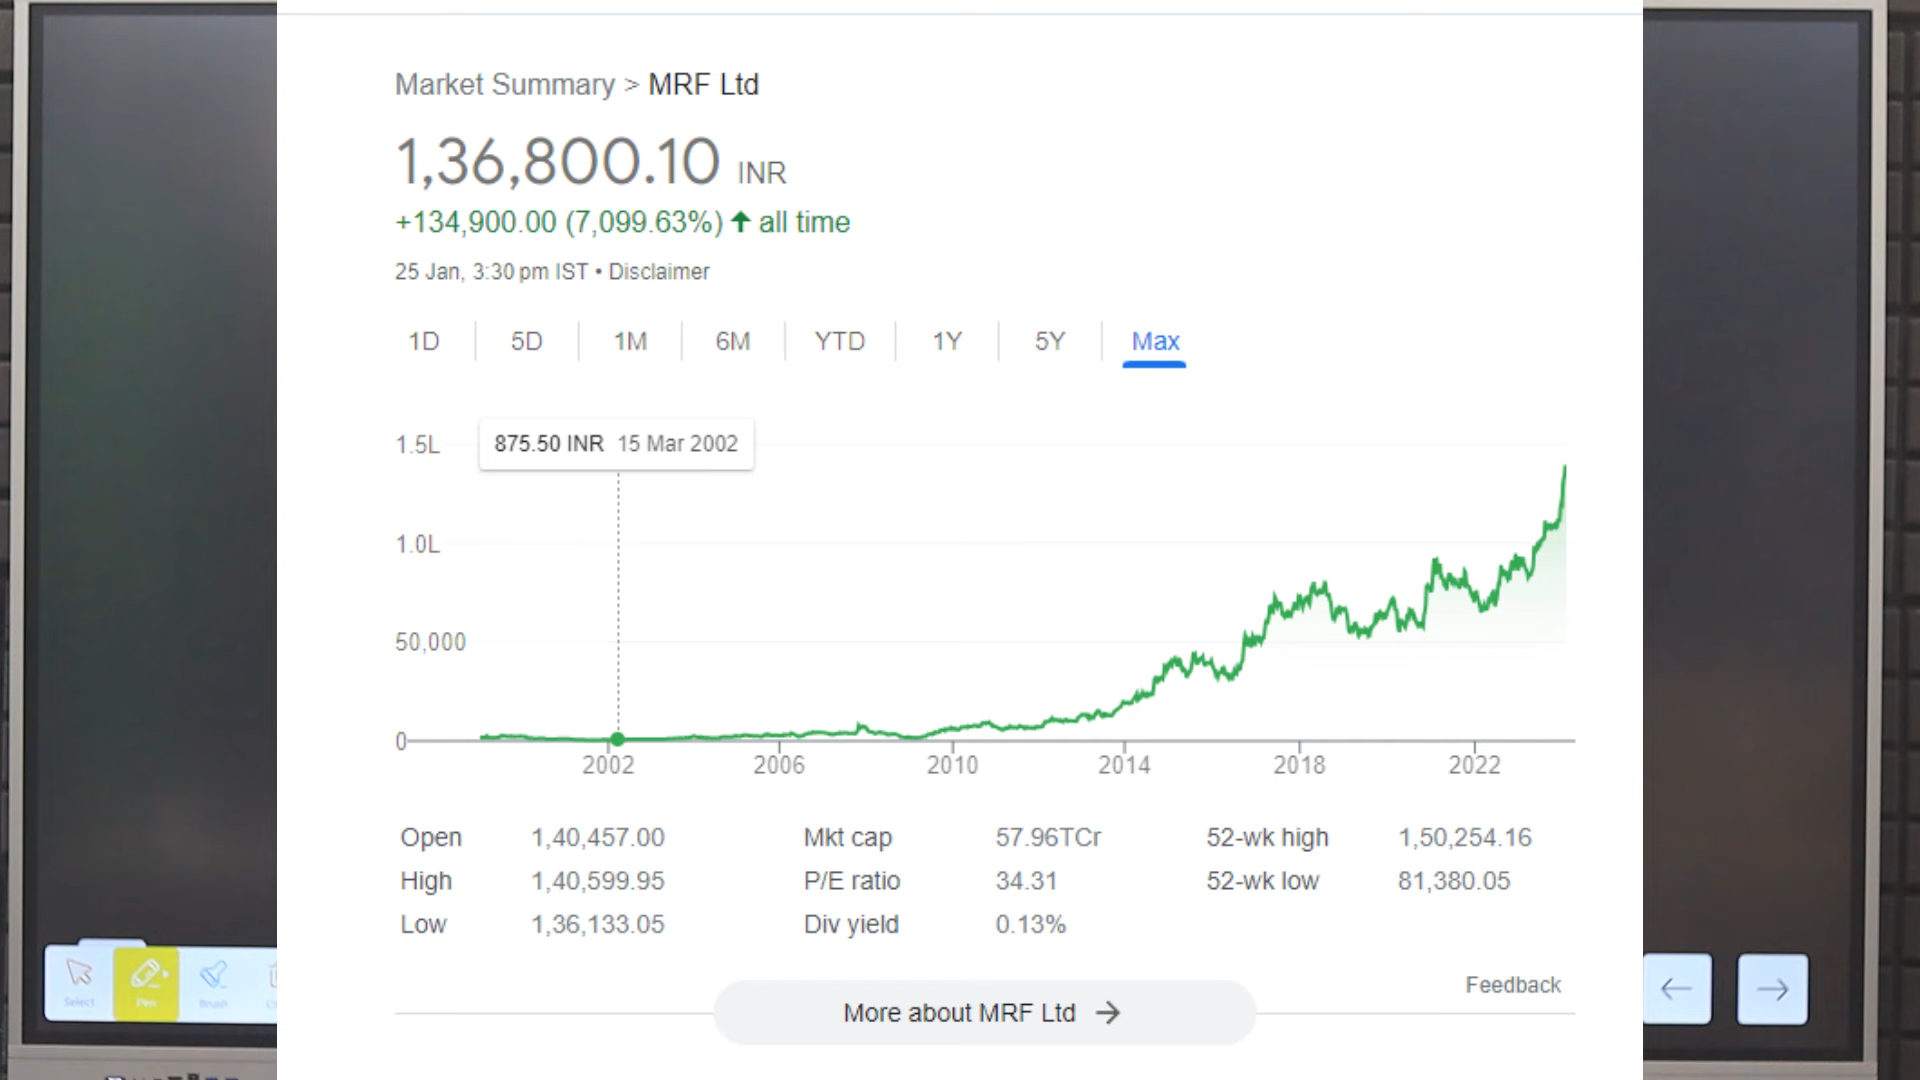 Market Summary > MRF Ltd
1,36,800.10 INR
+134,900.00 (7,099.63%) ↑ all time
25 Jan, 3:30 pm IST • Disclaimer
1D 5D 1M 6M YTD 1Y 5Y Max
875.50 INR 15 Mar 2002
1.5L
1.0L
50,000
0
2002 2006 2010 2014 2018 2022
Open 1,40,457.00 Mkt cap 57.96TCr 52-wk high 1,50,254.16
High 1,40,599.95 P/E ratio 34.31 52-wk low 81,380.05
Low 1,36,133.05 Div yield 0.13%
Feedback
More about MRF Ltd →
Select Pen Brush